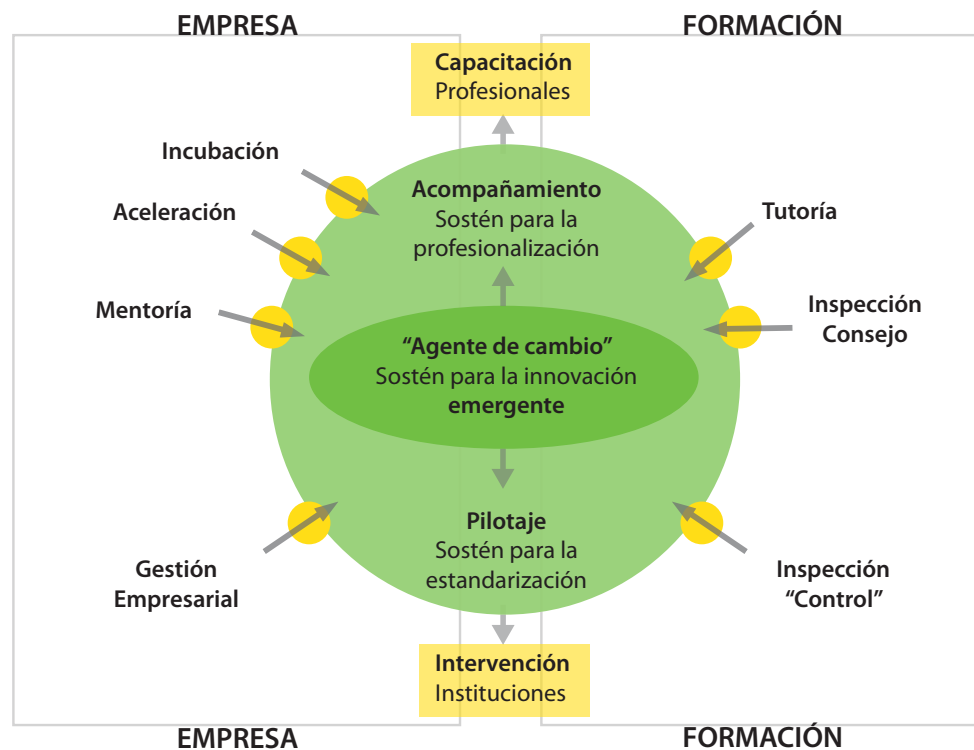 EMPRESA
FORMACIÓN
Capacitación
Profesionales
Incubación
Aceleración
Mentoría
Acompañamiento
Sostén para la
profesionalización
Tutoría
Inspección
Consejo
“Agente de cambio”
Sostén para la innovación
emergente
Pilotaje
Sostén para la
estandarización
Gestión
Empresarial
Inspección
“Control”
Intervención
Instituciones
EMPRESA
FORMACIÓN